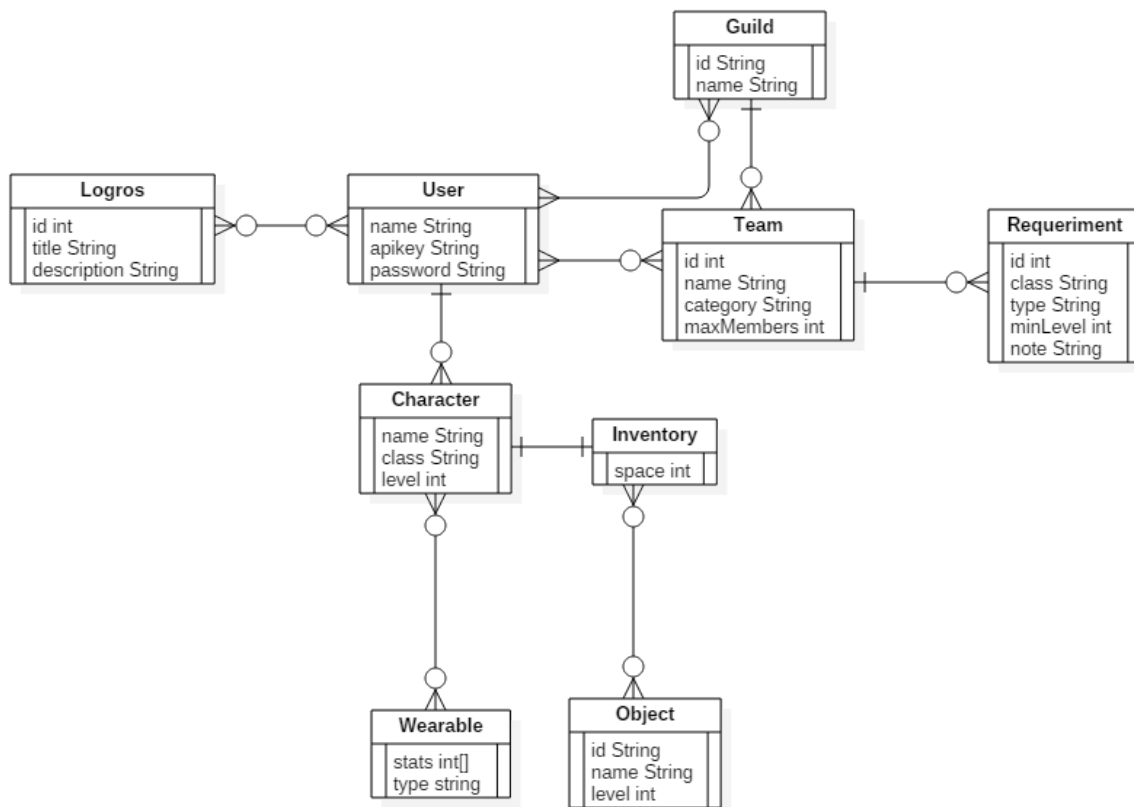 Guild
id String
name String
Logros
id int
title String
description String
User
name String
apikey String
password String
Team
id int
name String
category String
maxMembers int
Requeriment
id int
class String
type String
minLevel int
note String
Character
name String
class String
level int
Inventory
space int
Wearable
stats int[]
type string
Object
id String
name String
level int